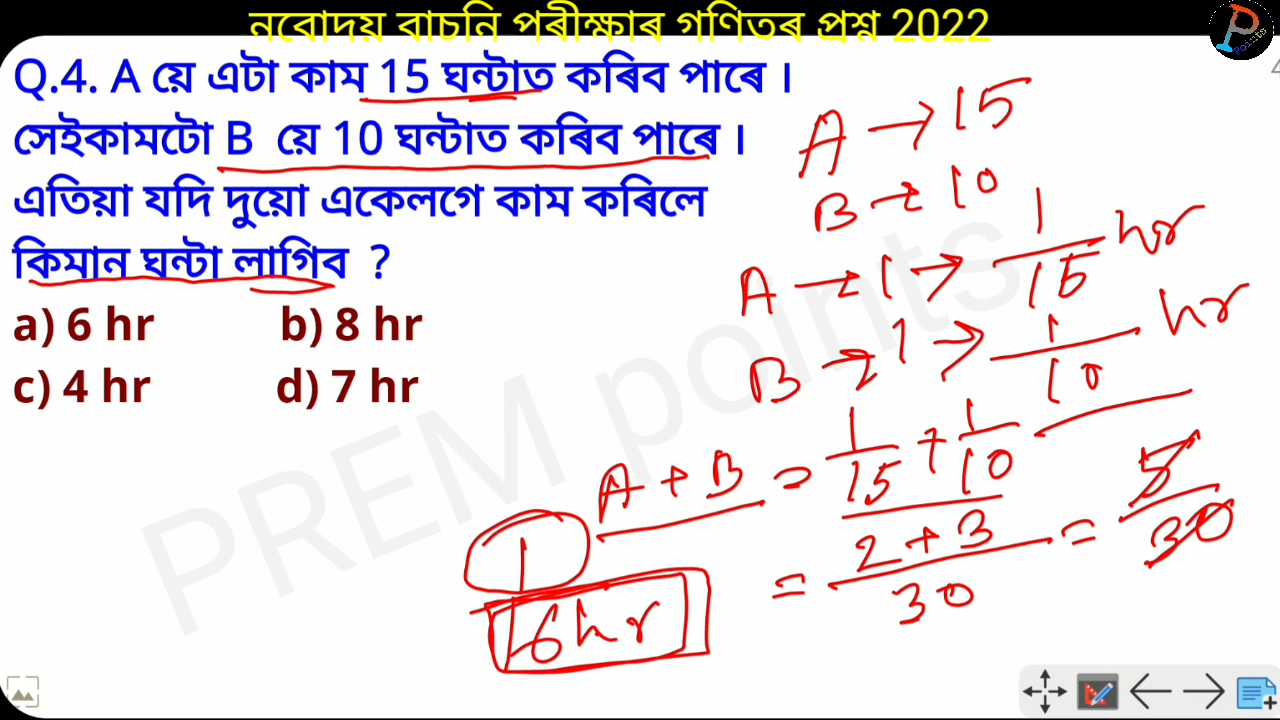 নবোদয় বাচনি পৰীক্ষাৰ গণিতৰ প্ৰশ্ন 2022
P
Points
Q.4. A য়ে এটা কাম 15 ঘন্টাত কৰিব পাৰে ।
সেইকামটো B য়ে 10 ঘন্টাত কৰিব পাৰে ।
এতিয়া যদি দুয়ো একেলগে কাম কৰিলে
কিমান ঘন্টা লাগিব ?
a) 6 hr b) 8 hr
c) 4 hr d) 7 hr
A → 15
B → 10
A → 1 → 1/15 hr
B → 1 → 1/10 hr
A + B = 1/15 + 1/10
= 2 + 3/30 = 5/30
1/6 hr
PREM points